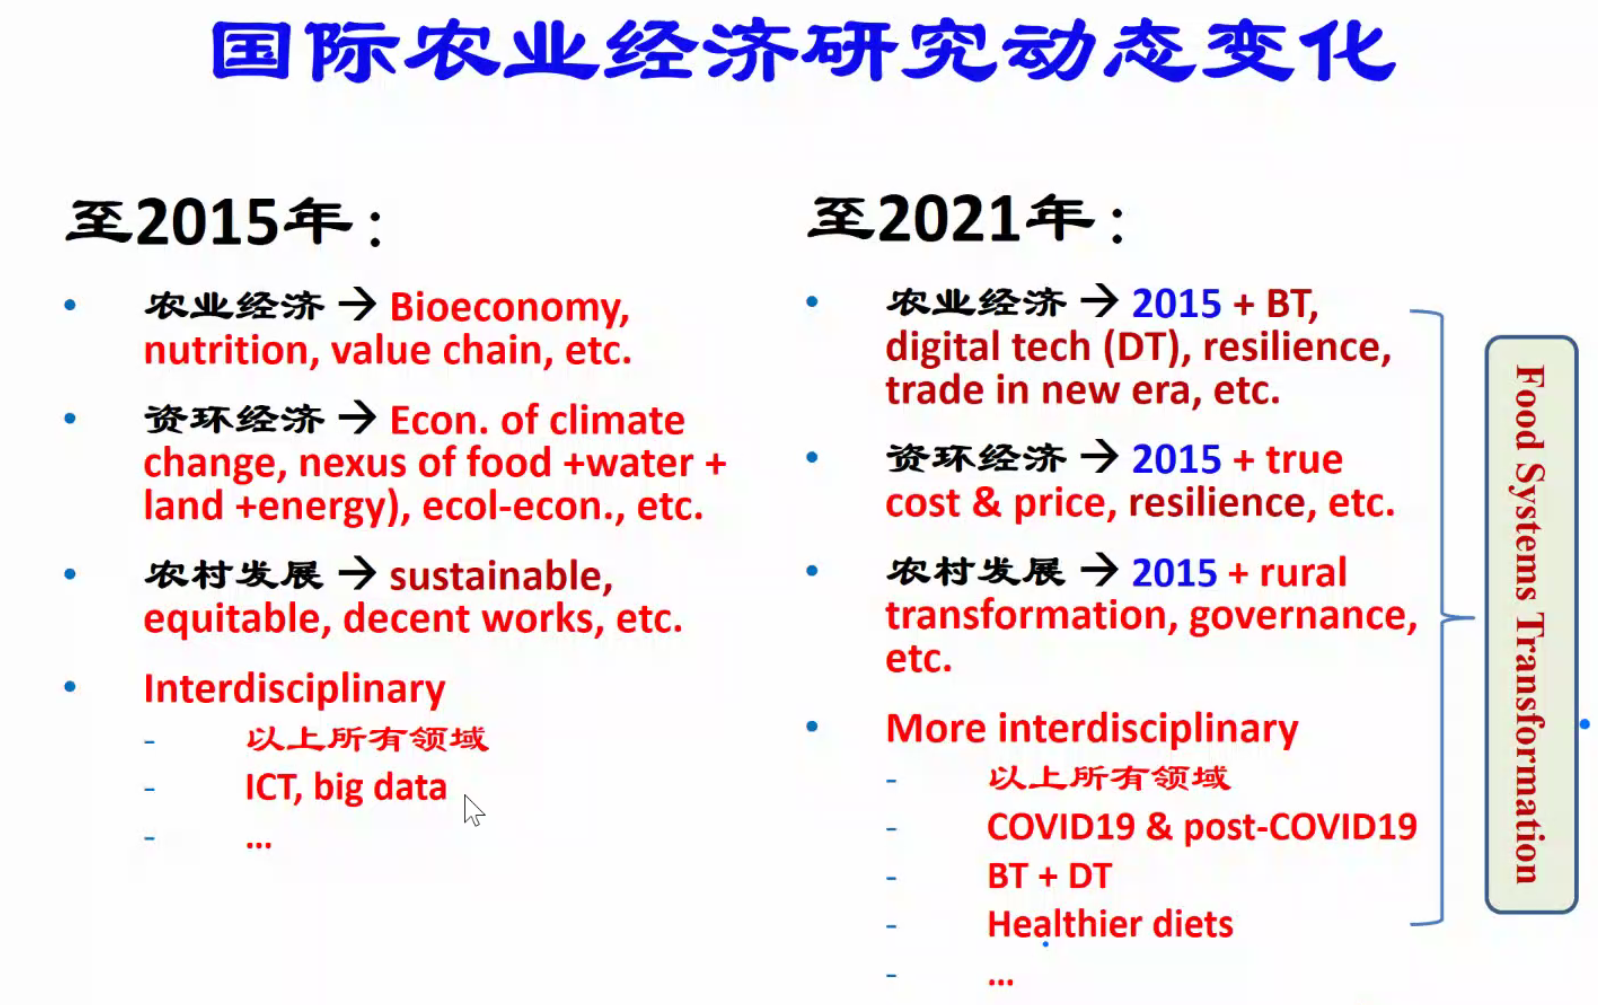 国际农业经济研究动态变化
至2015年：
• 农业经济 → Bioeconomy,
nutrition, value chain, etc.
• 资环经济 → Econ. of climate
change, nexus of food +water +
land +energy), ecol-econ., etc.
• 农村发展 → sustainable,
equitable, decent works, etc.
• Interdisciplinary
- 以上所有领域
- ICT, big data
- ...
至2021年：
• 农业经济 → 2015 + BT,
digital tech (DT), resilience,
trade in new era, etc.
• 资环经济 → 2015 + true
cost & price, resilience, etc.
• 农村发展 → 2015 + rural
transformation, governance,
etc.
• More interdisciplinary
- 以上所有领域
- COVID19 & post-COVID19
- BT + DT
- Healthier diets
- ...
Food Systems Transformation